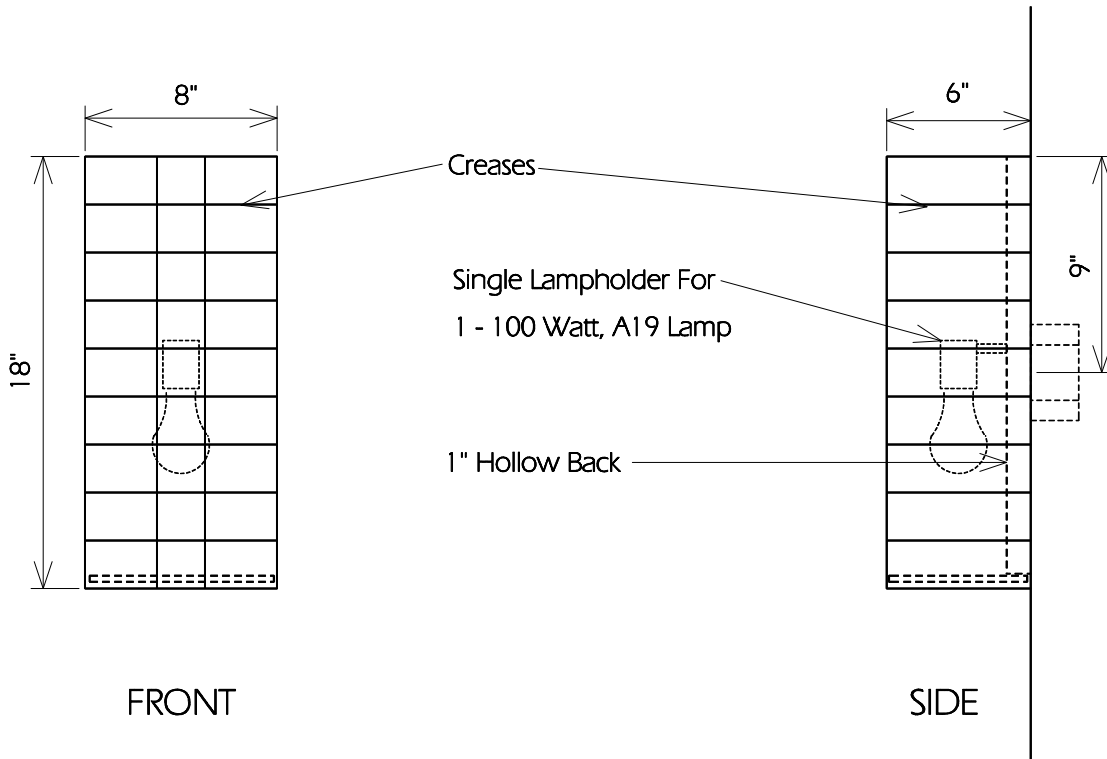 8"
6"
Creases
9"
Single Lampholder For
1 - 100 Watt, A19 Lamp
18"
1" Hollow Back
FRONT
SIDE